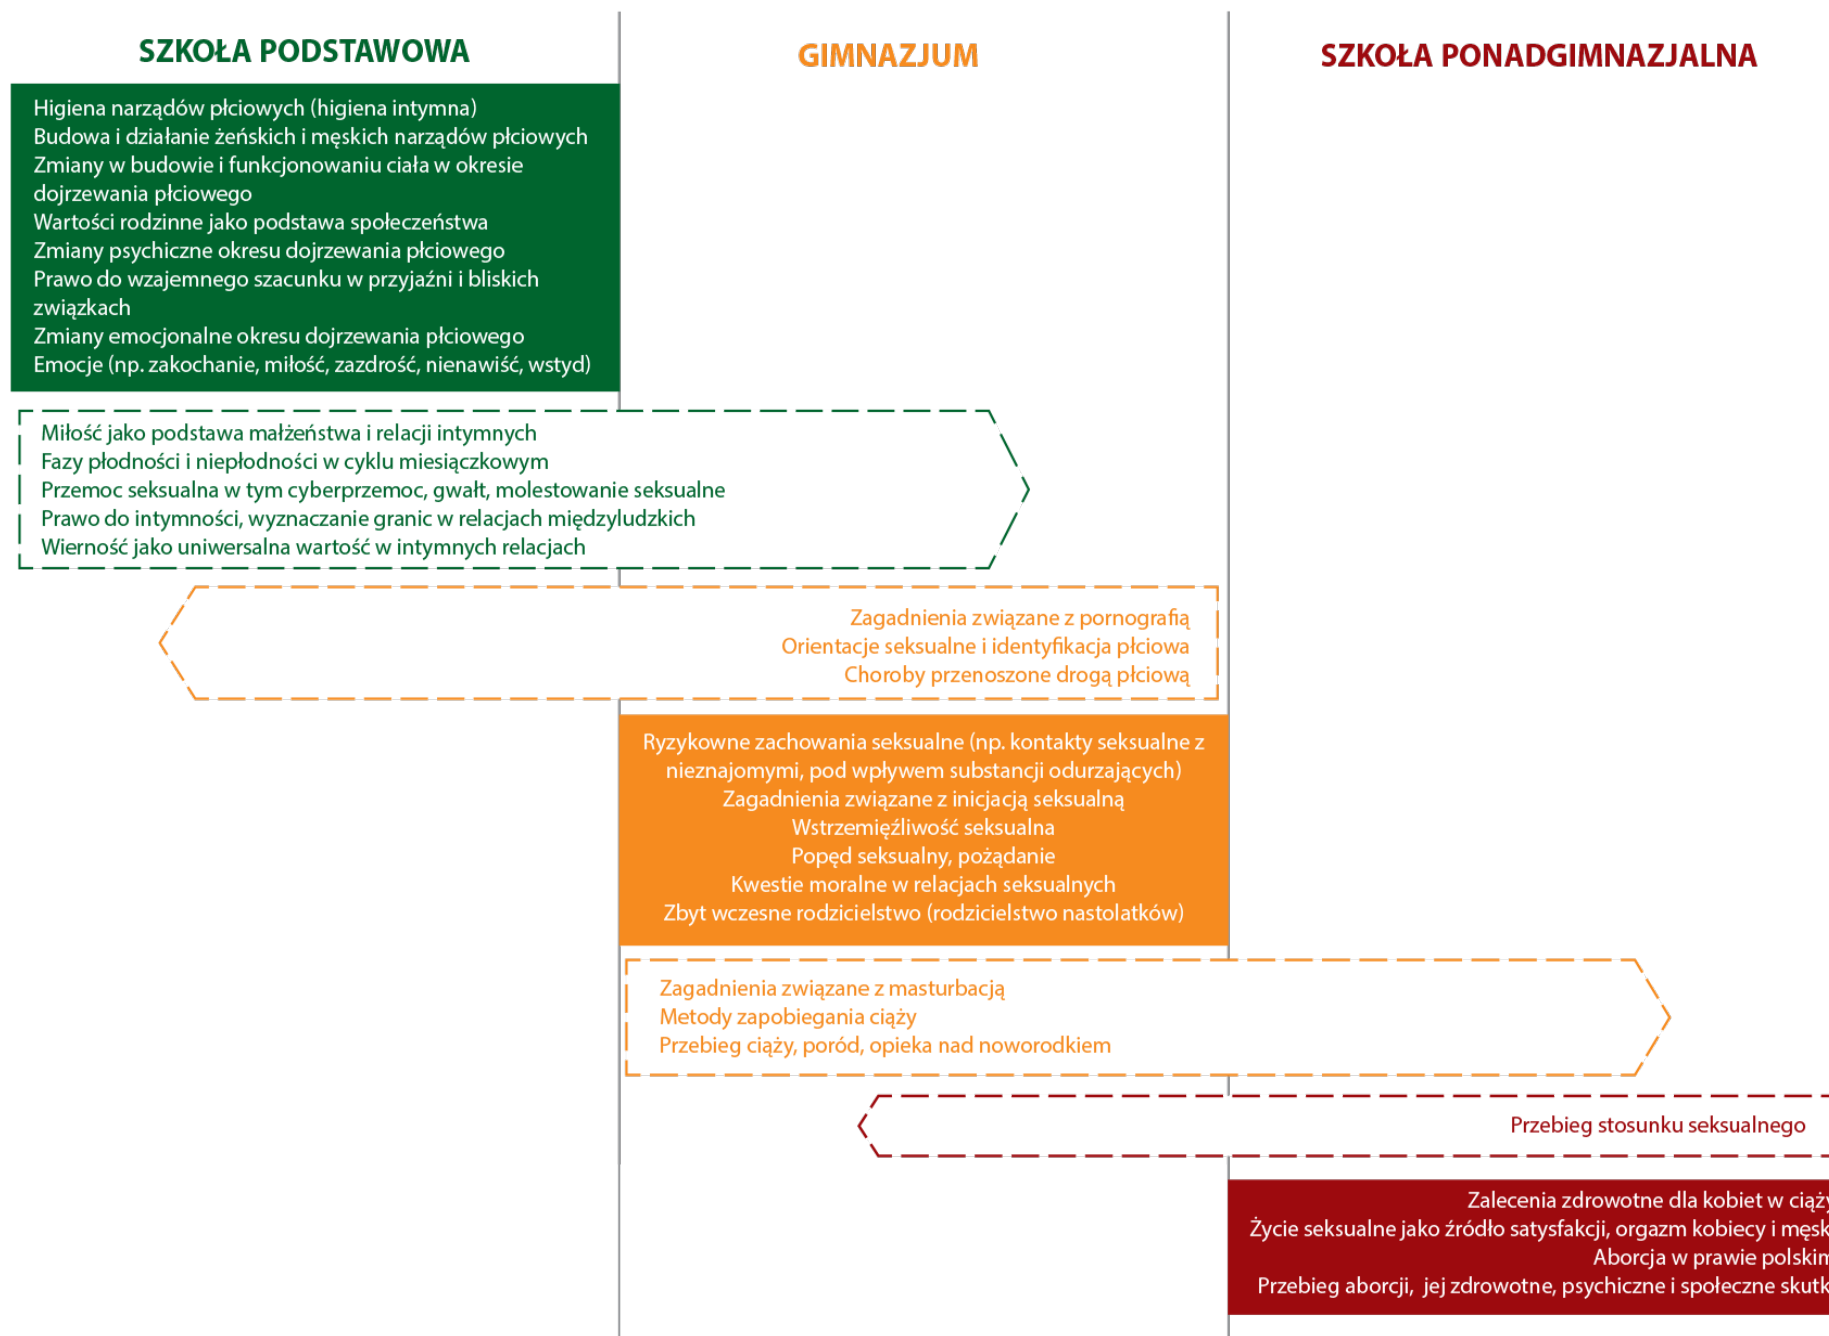 SZKOŁA PODSTAWOWA
GIMNAZJUM
SZKOŁA PONADGIMNAZJALNA
Higiena narządów płciowych (higiena intymna)
Budowa i działanie żeńskich i męskich narządów płciowych
Zmiany w budowie i funkcjonowaniu ciała w okresie
dojrzewania płciowego
Wartości rodzinne jako podstawa społeczeństwa
Zmiany psychiczne okresu dojrzewania płciowego
Prawo do wzajemnego szacunku w przyjaźni i bliskich
związkach
Zmiany emocjonalne okresu dojrzewania płciowego
Emocje (np. zakochanie, miłość, zazdrość, nienawiść, wstyd)
Miłość jako podstawa małżeństwa i relacji intymnych
Fazy płodności i niepłodności w cyklu miesiączkowym
Przemoc seksualna w tym cyberprzemoc, gwałt, molestowanie seksualne
Prawo do intymności, wyznaczanie granic w relacjach międzyludzkich
Wierność jako uniwersalna wartość w intymnych relacjach
Zagadnienia związane z pornografią
Orientacje seksualne i identyfikacja płciowa
Choroby przenoszone drogą płciową
Ryzykowne zachowania seksualne (np. kontakty seksualne z
nieznajomymi, pod wpływem substancji odurzających)
Zagadnienia związane z inicjacją seksualną
Wstrzemięźliwość seksualna
Popęd seksualny, pożądanie
Kwestie moralne w relacjach seksualnych
Zbyt wczesne rodzicielstwo (rodzicielstwo nastolatków)
Zagadnienia związane z masturbacją
Metody zapobiegania ciąży
Przebieg ciąży, poród, opieka nad noworodkiem
Przebieg stosunku seksualnego
Zalecenia zdrowotne dla kobiet w ciąży
Życie seksualne jako źródło satysfakcji, orgazm kobiecy i męsk
Aborcja w prawie polskim
Przebieg aborcji, jej zdrowotne, psychiczne i społeczne skutk